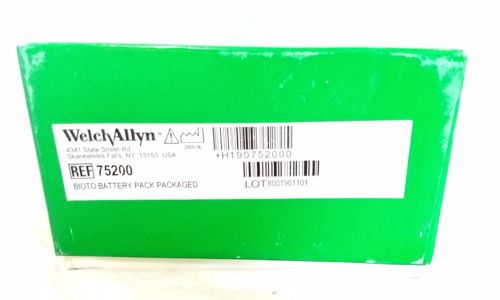 WelchAllyn®
4341 State Street Rd
Skaneateles Falls, NY 13153 USA
2009-06
+H190752000
REF 75200
BIOTO BATTERY PACK PACKAGED
LOT 8001901101